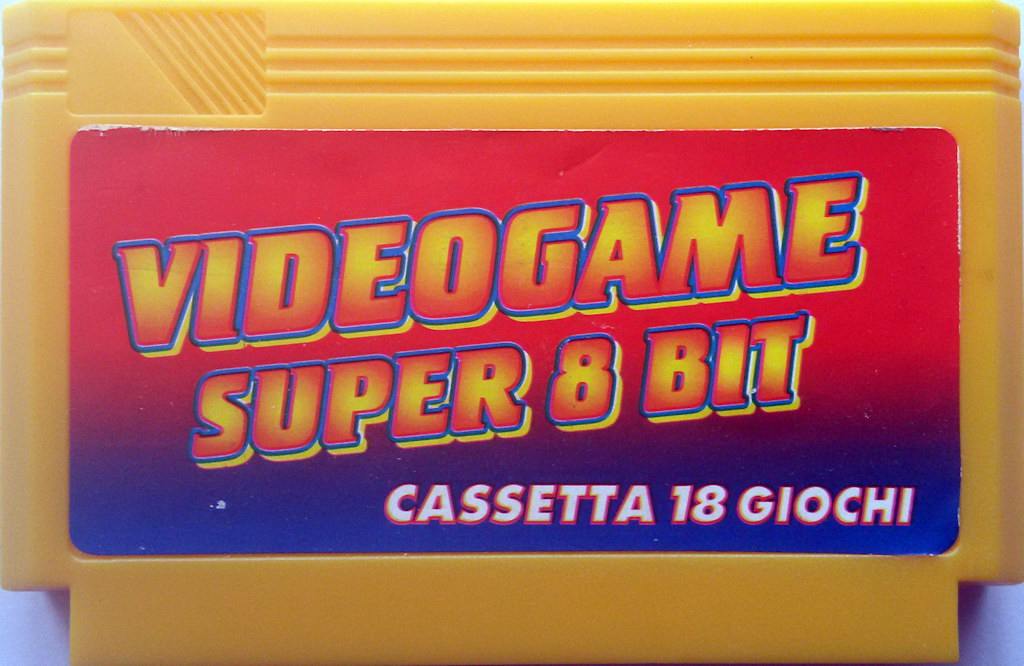 VIDEOGAME
SUPER 8 BIT
CASSETTA 18 GIOCHI